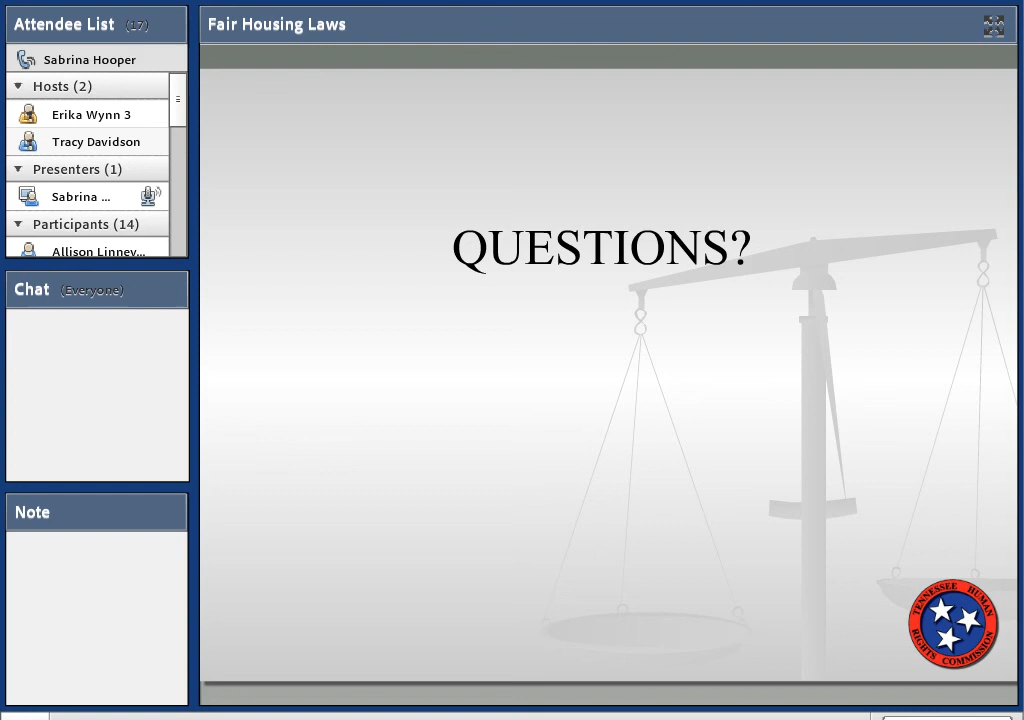 Attendee List (17)
Sabrina Hooper
Hosts (2)
Erika Wynn 3
Tracy Davidson
Presenters (1)
Sabrina ...
Participants (14)
Allison Linney...
Chat (Everyone)
Note
Fair Housing Laws
QUESTIONS?
TENNESSEE HUMAN
RIGHTS COMMISSION